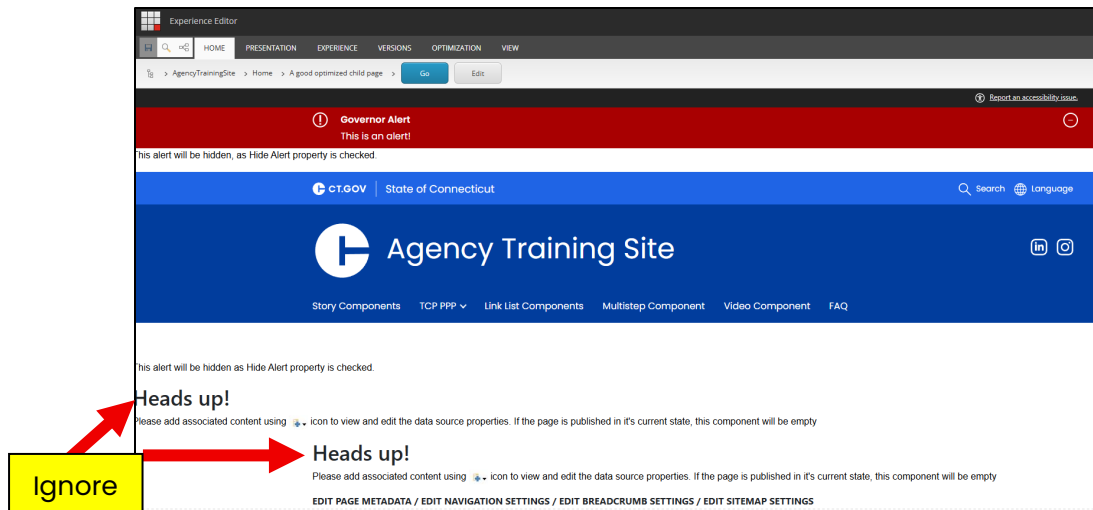 Experience Editor
HOME PRESENTATION EXPERIENCE VERSIONS OPTIMIZATION VIEW
> AgencyTrainingSite > Home > A good optimized child page > Go Edit
Report an accessibility issue.
Governor Alert
This is an alert!
This alert will be hidden, as Hide Alert property is checked.
CT.GOV | State of Connecticut Search Language
Agency Training Site in
Story Components TCP PPP Link List Components Multistep Component Video Component FAQ
This alert will be hidden as Hide Alert property is checked.
Heads up!
Please add associated content using icon to view and edit the data source properties. If the page is published in it's current state, this component will be empty
Heads up!
Please add associated content using icon to view and edit the data source properties. If the page is published in it's current state, this component will be empty
Ignore
EDIT PAGE METADATA / EDIT NAVIGATION SETTINGS / EDIT BREADCRUMB SETTINGS / EDIT SITEMAP SETTINGS